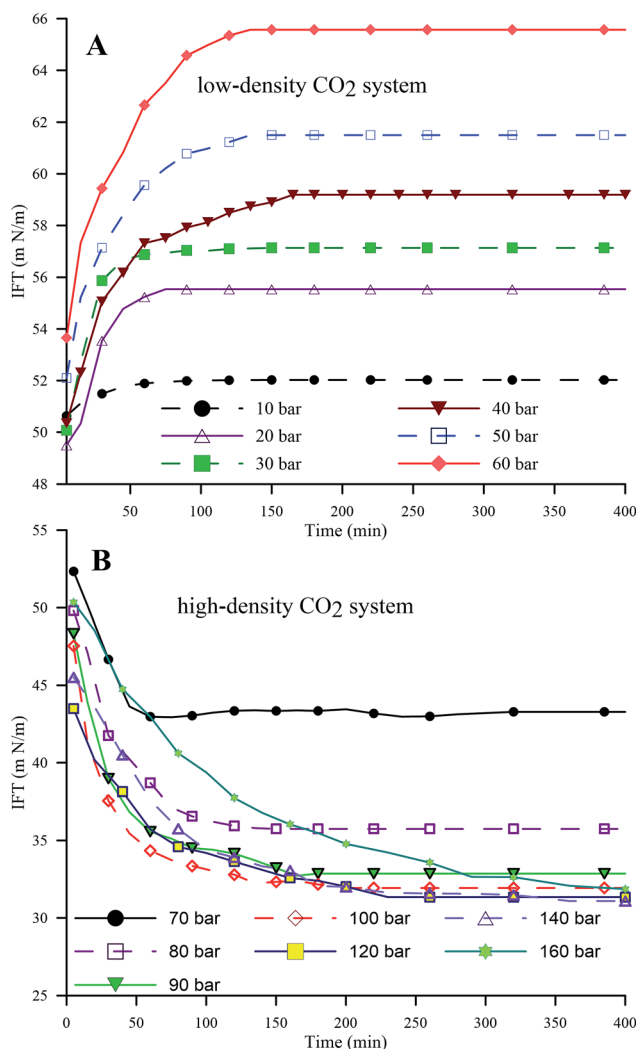 66
A
64
low-density CO2 system
62
60
58
IFT (m N/m)
56
54
52
10 bar 40 bar
50
20 bar 50 bar
30 bar 60 bar
48
50 100 150 200 250 300 350 400
Time (min)
55
B
50
high-density CO2 system
45
IFT (m N/m)
40
35
30
70 bar 100 bar 140 bar
80 bar 120 bar 160 bar
90 bar
25
0 50 100 150 200 250 300 350 400
Time (min)